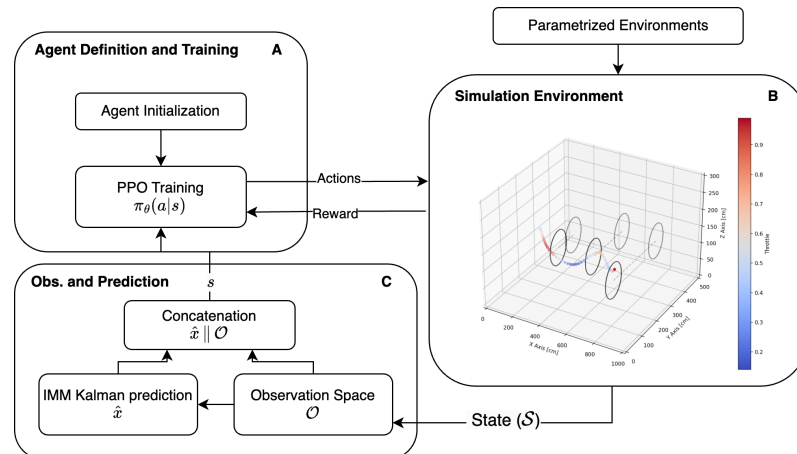 Parametrized Environments
Agent Definition and Training A
Agent Initialization
PPO Training
πθ(a|s)
Actions
Reward
Simulation Environment B
300
250
200
150
100
50
0
Z Axis [cm]
500
400
300
200
100
0
Y Axis [cm]
0
200
400
600
800
1000
X Axis [cm]
0.9
0.8
0.7
0.6
0.5
0.4
0.3
0.2
Throttle
Obs. and Prediction C
s
Concatenation
x̂ ∥ 𝒪
IMM Kalman prediction
x̂
Observation Space
𝒪
State (𝒮)